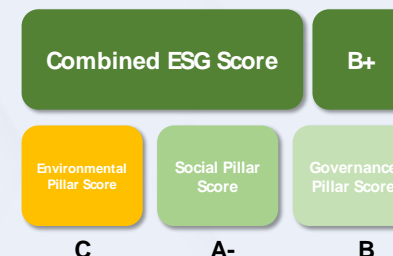 Combined ESG Score B+
Environmental Pillar Score
Social Pillar Score
Governance Pillar Score
C A- B